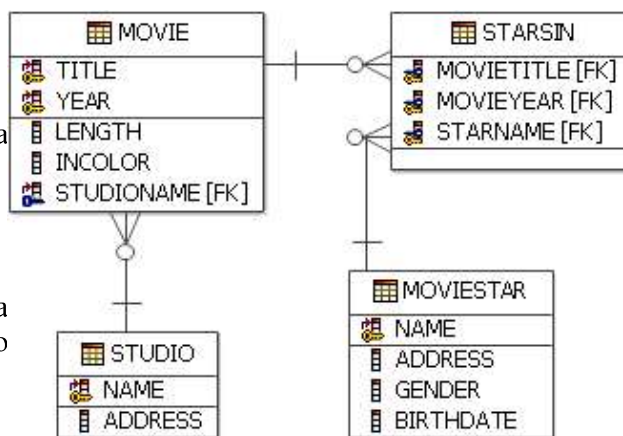 MOVIE
TITLE
YEAR
LENGTH
INCOLOR
STUDIONAME [FK]
STARSIN
MOVIETITLE [FK]
MOVIEYEAR [FK]
STARNAME [FK]
a
a
o
STUDIO
NAME
ADDRESS
MOVIESTAR
NAME
ADDRESS
GENDER
BIRTHDATE